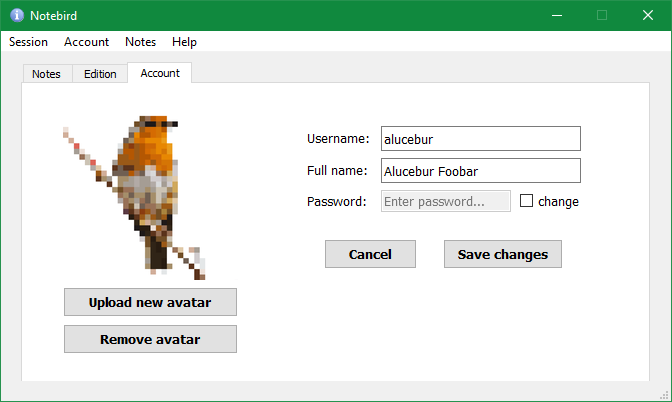 Notebird
Session Account Notes Help
Notes Edition Account
Username: alucebur
Full name: Alucebur Foobar
Password: Enter password... change
Cancel Save changes
Upload new avatar
Remove avatar